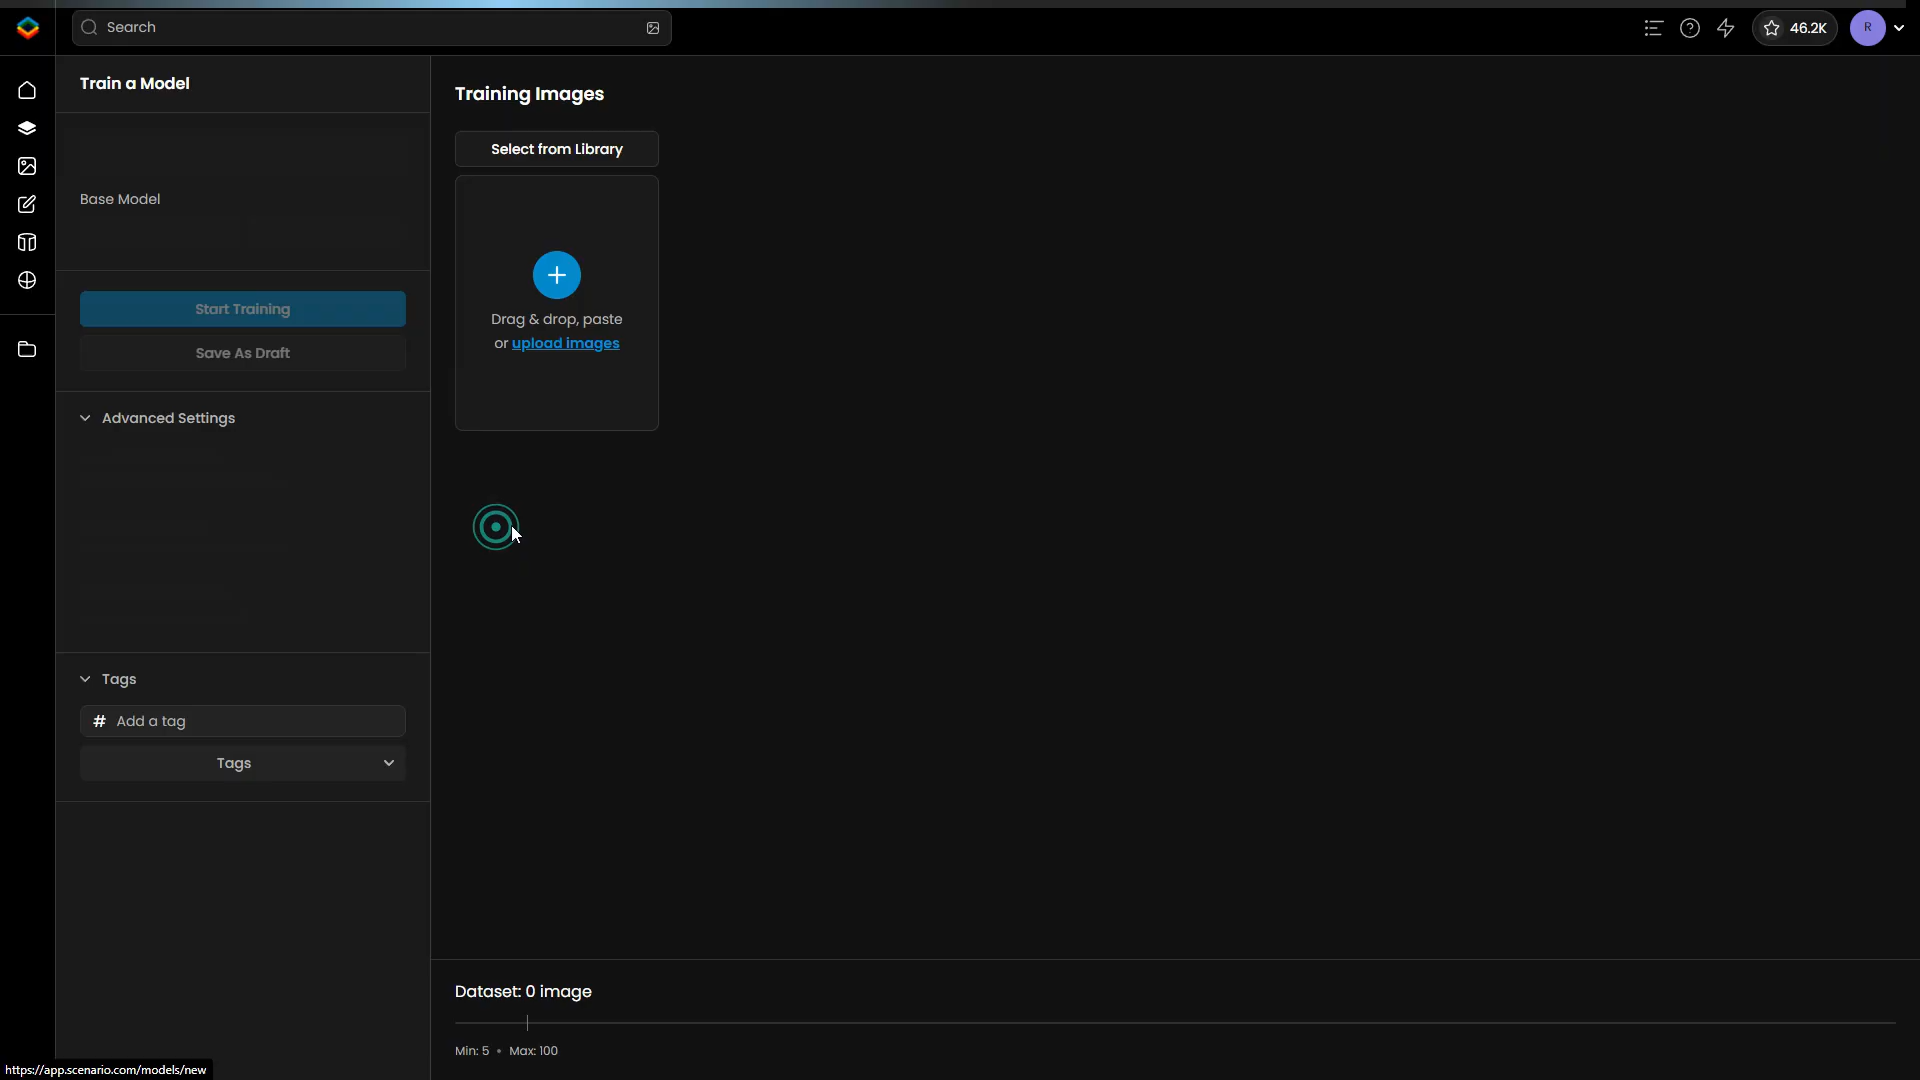 Search
46.2K
R
Train a Model
Base Model
Start Training
Save As Draft
Advanced Settings
Tags
# Add a tag
Tags
Training Images
Select from Library
Drag & drop, paste
or upload images
Dataset: 0 image
Min: 5 • Max: 100
https://app.scenario.com/models/new